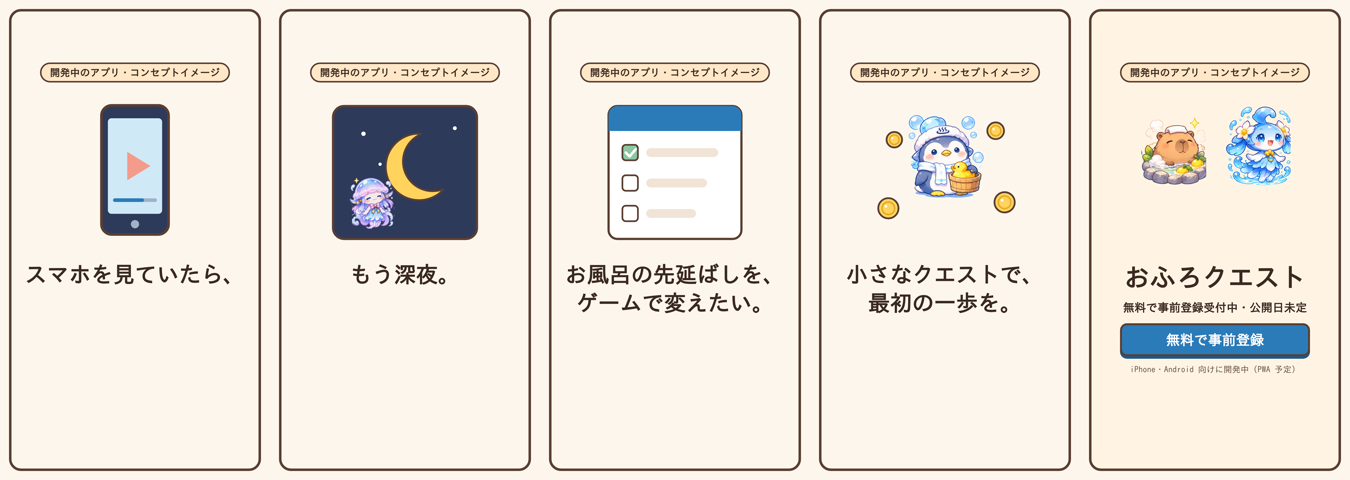 開発中のアプリ・コンセプトイメージ
スマホを見ていたら、
開発中のアプリ・コンセプトイメージ
もう深夜。
開発中のアプリ・コンセプトイメージ
お風呂の先延ばしを、
ゲームで変えたい。
開発中のアプリ・コンセプトイメージ
小さなクエストで、
最初の一歩を。
開発中のアプリ・コンセプトイメージ
おふろクエスト
無料で事前登録受付中・公開日未定
無料で事前登録
iPhone・Android 向けに開発中（PWA 予定）